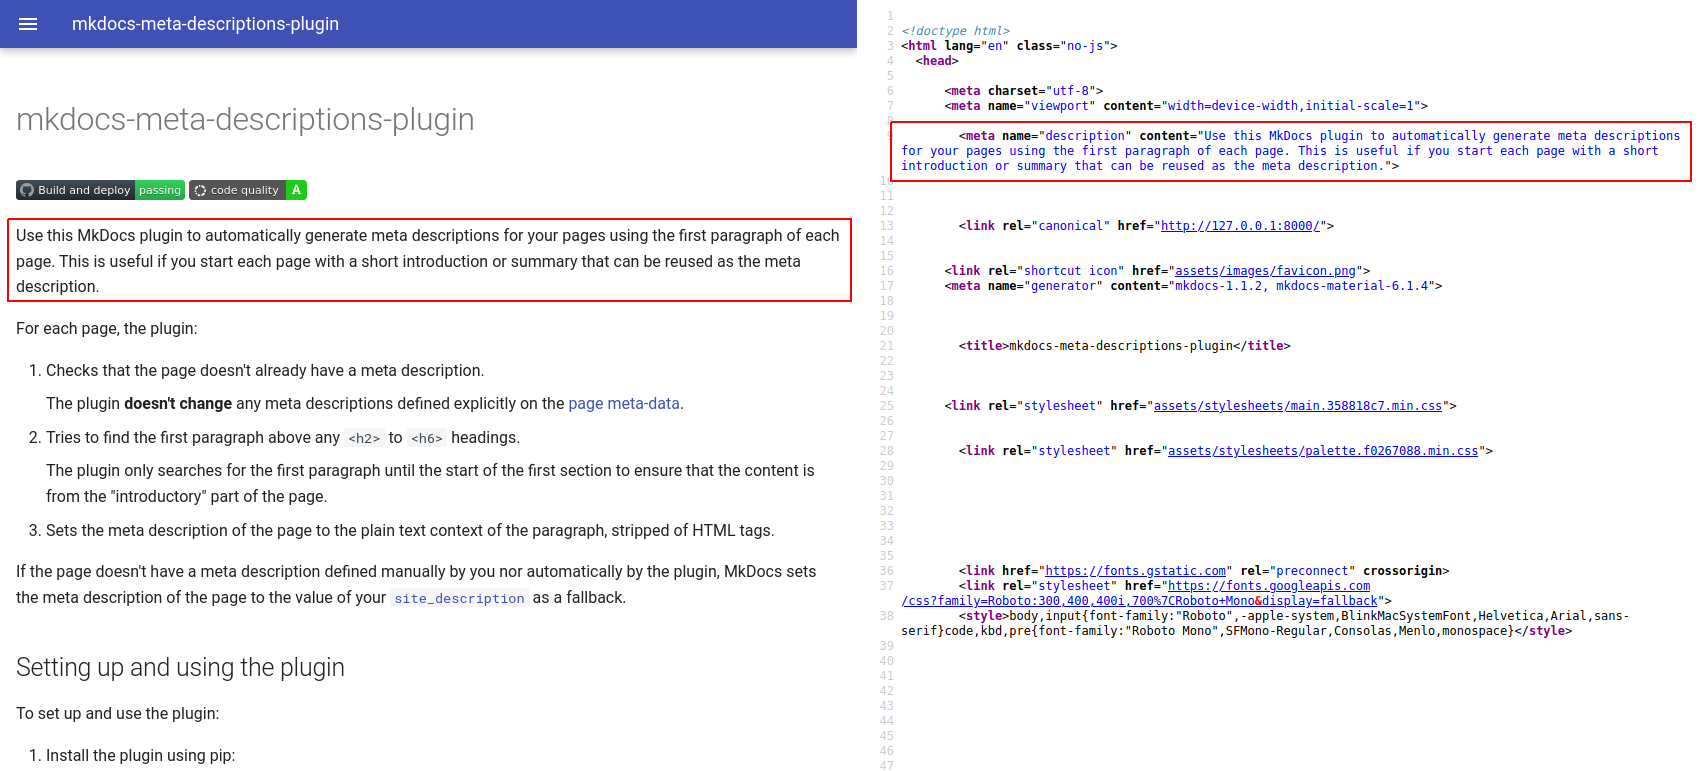 mkdocs-meta-descriptions-plugin
mkdocs-meta-descriptions-plugin
Build and deploy passing code quality A
Use this MkDocs plugin to automatically generate meta descriptions for your pages using the first paragraph of each
page. This is useful if you start each page with a short introduction or summary that can be reused as the meta
description.
For each page, the plugin:
1. Checks that the page doesn't already have a meta description.
The plugin doesn't change any meta descriptions defined explicitly on the page meta-data.
2. Tries to find the first paragraph above any <h2> to <h6> headings.
The plugin only searches for the first paragraph until the start of the first section to ensure that the content is
from the "introductory" part of the page.
3. Sets the meta description of the page to the plain text context of the paragraph, stripped of HTML tags.
If the page doesn't have a meta description defined manually by you nor automatically by the plugin, MkDocs sets
the meta description of the page to the value of your site_description as a fallback.
Setting up and using the plugin
To set up and use the plugin:
1. Install the plugin using pip:
1
2 <!doctype html>
3 <html lang="en" class="no-js">
4 <head>
5
6 <meta charset="utf-8">
7 <meta name="viewport" content="width=device-width,initial-scale=1">
8
9 <meta name="description" content="Use this MkDocs plugin to automatically generate meta descriptions
for your pages using the first paragraph of each page. This is useful if you start each page with a short
introduction or summary that can be reused as the meta description.">
10
11
12
13 <link rel="canonical" href="http://127.0.0.1:8000/">
14
15
16 <link rel="shortcut icon" href="assets/images/favicon.png">
17 <meta name="generator" content="mkdocs-1.1.2, mkdocs-material-6.1.4">
18
19
20
21 <title>mkdocs-meta-descriptions-plugin</title>
22
23
24
25 <link rel="stylesheet" href="assets/stylesheets/main.358818c7.min.css">
26
27
28 <link rel="stylesheet" href="assets/stylesheets/palette.f0267088.min.css">
29
30
31
32
33
34
35
36 <link href="https://fonts.gstatic.com" rel="preconnect" crossorigin>
37 <link rel="stylesheet" href="https://fonts.googleapis.com
/css?family=Roboto:300,400,400i,700%7CRoboto+Mono&display=fallback">
38 <style>body,input{font-family:"Roboto",-apple-system,BlinkMacSystemFont,Helvetica,Arial,sans-
serif}code,kbd,pre{font-family:"Roboto Mono",SFMono-Regular,Consolas,Menlo,monospace}</style>
39
40
41
42
43
44
45
46
47